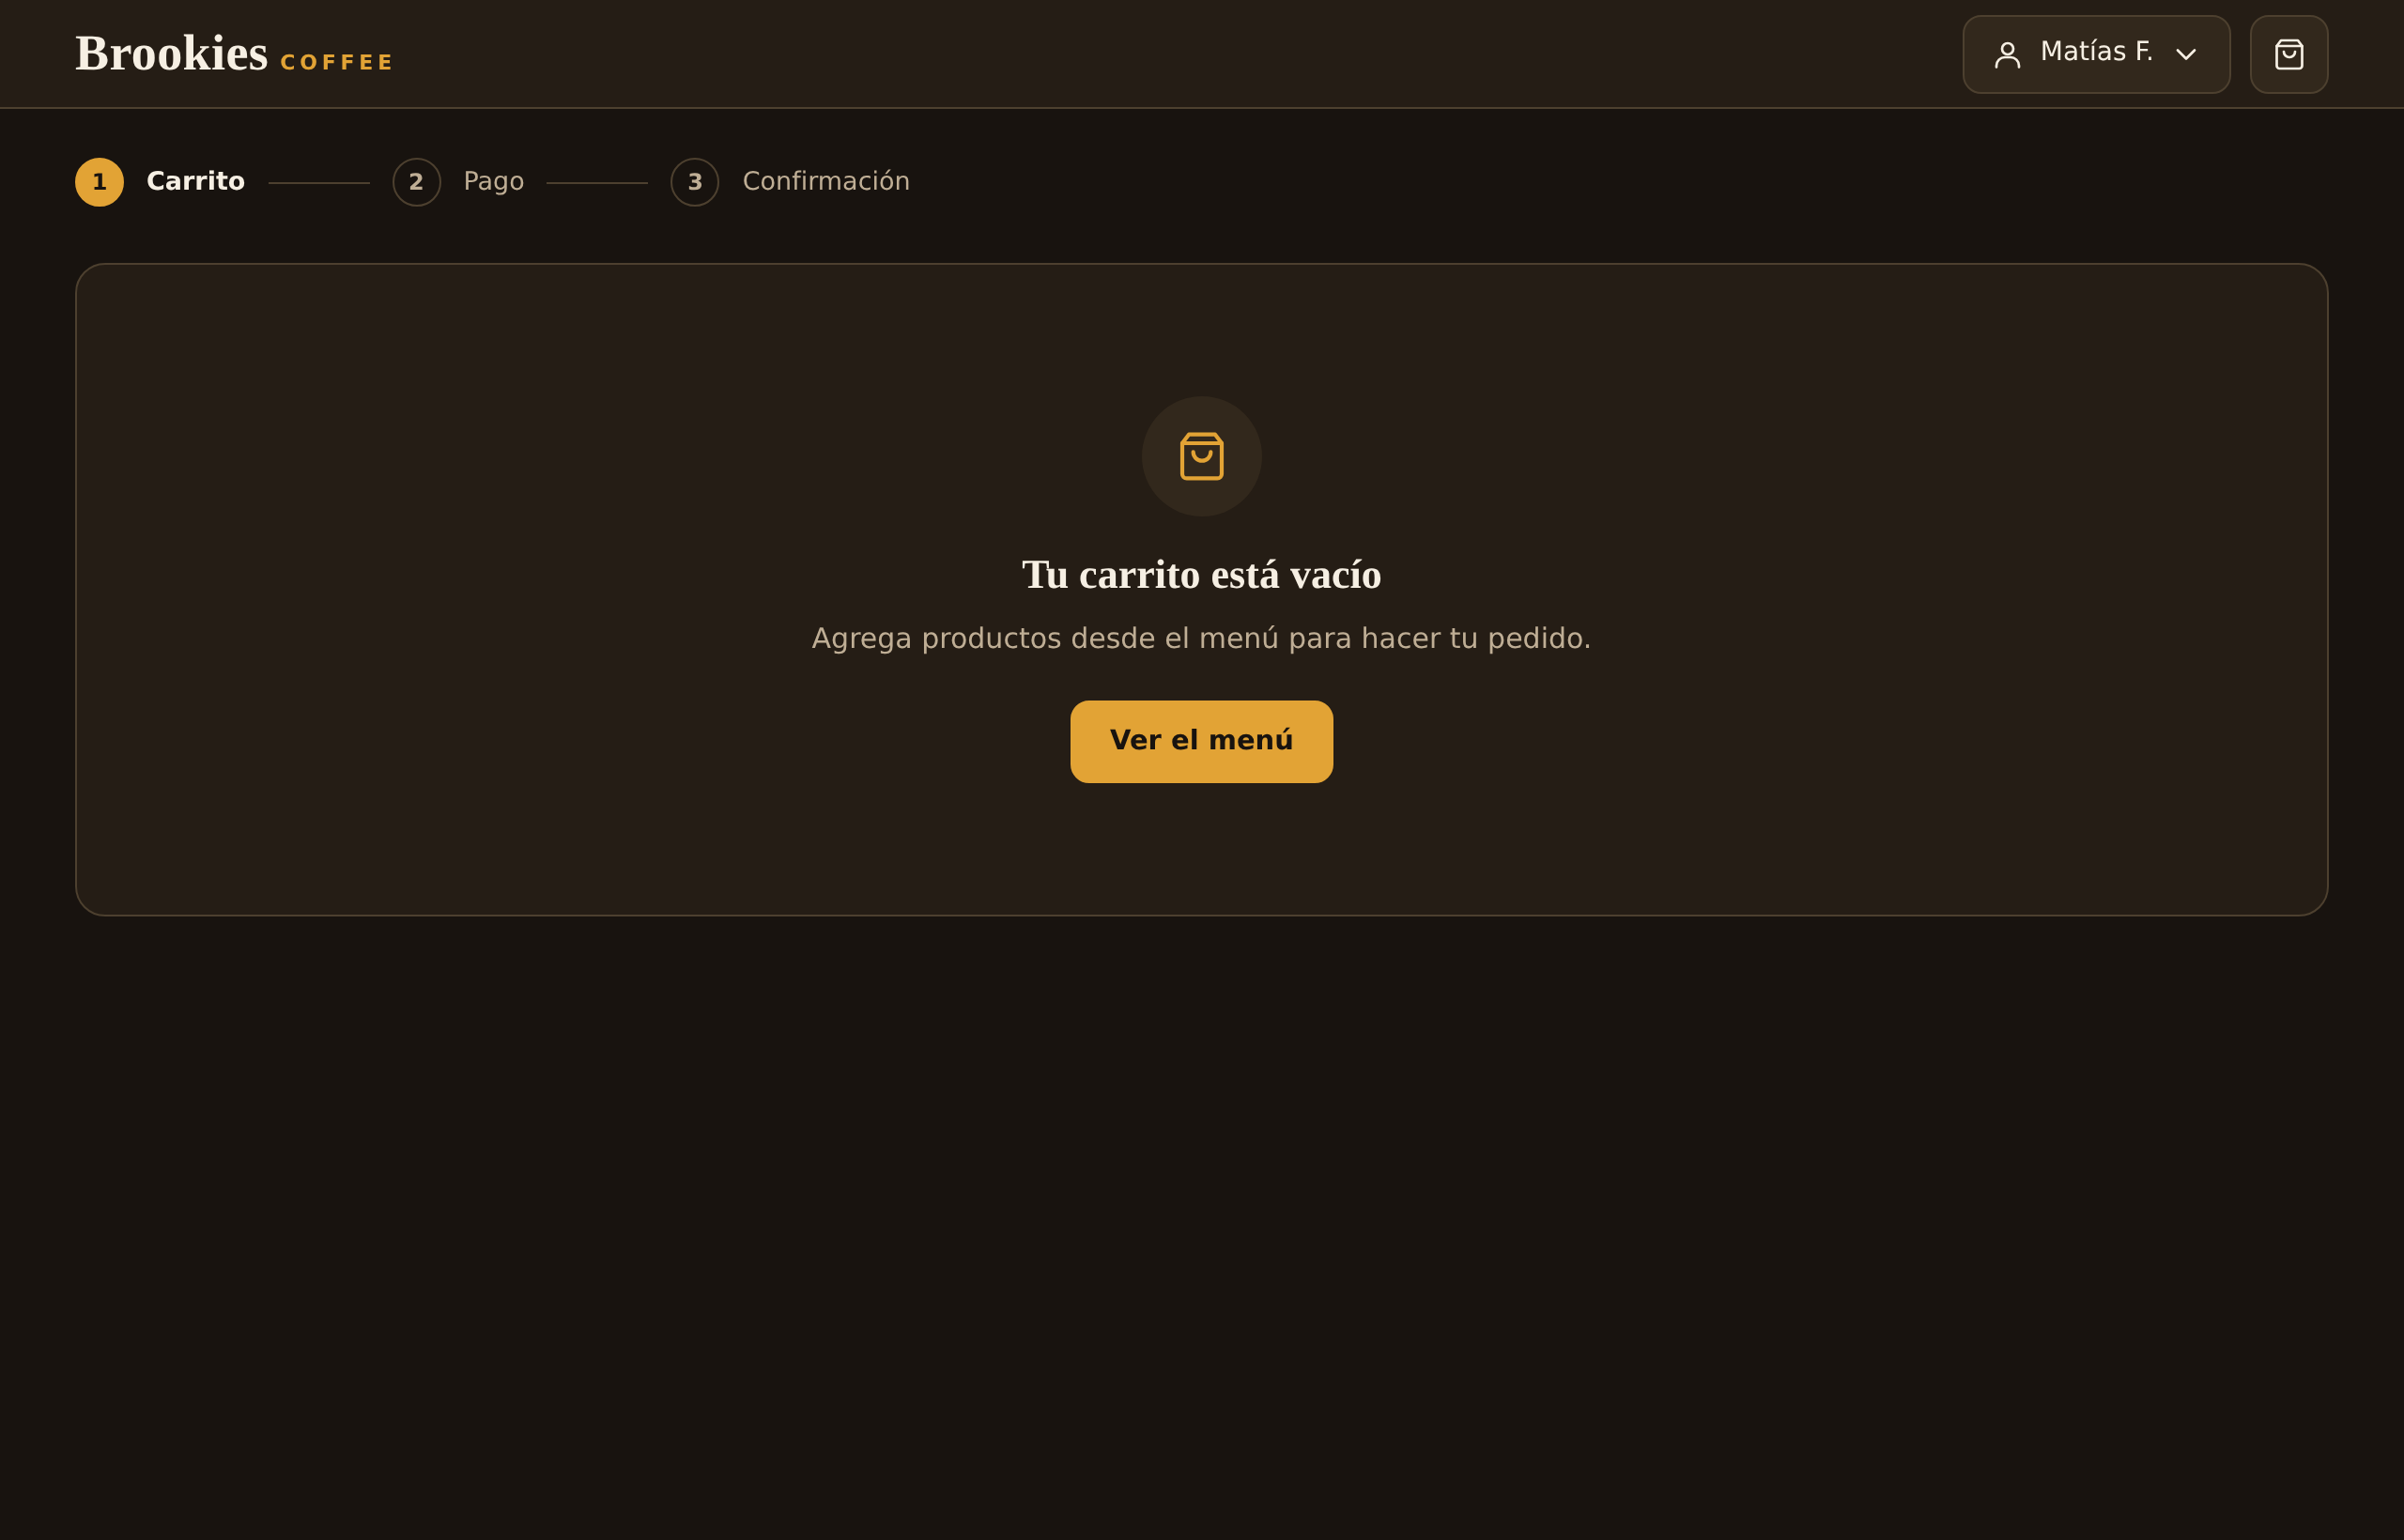 Brookies COFFEE
Matías F.
1 Carrito 2 Pago 3 Confirmación
Tu carrito está vacío
Agrega productos desde el menú para hacer tu pedido.
Ver el menú